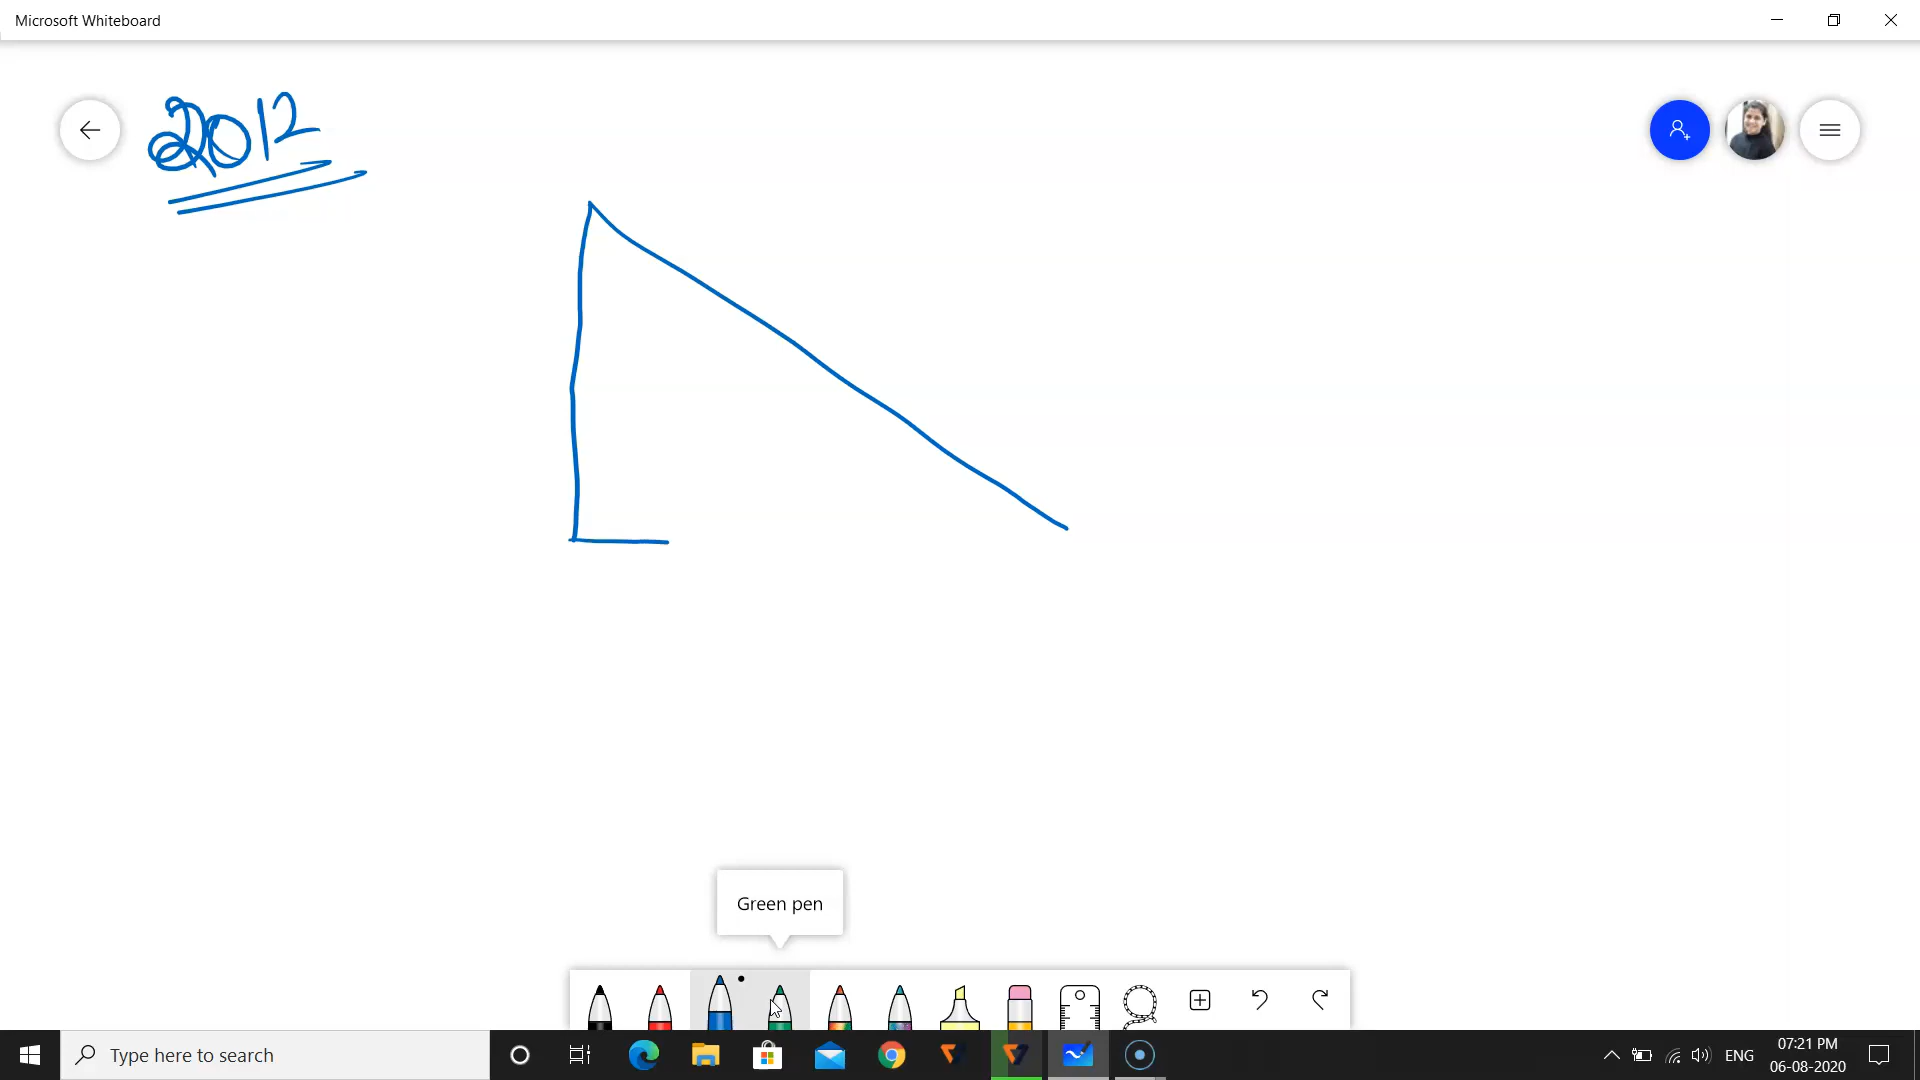 Microsoft Whiteboard
2012
Green pen
Type here to search
ENG
07:21 PM
06-08-2020